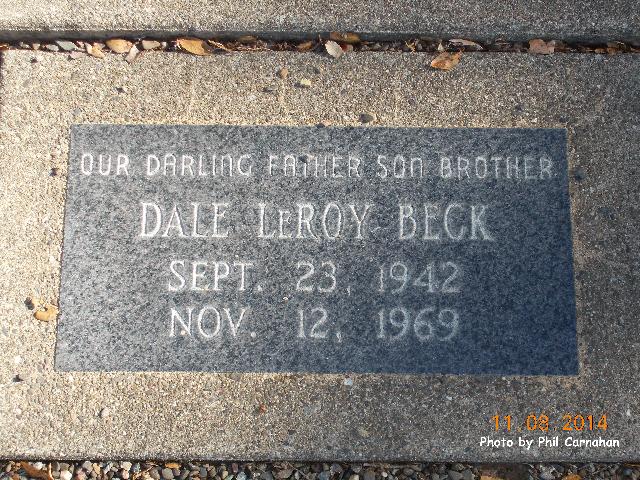 OUR DARLING FATHER SON BROTHER
DALE LEROY BECK
SEPT. 23, 1942
NOV. 12, 1969
11.08.2014
Photo by Phil Carnahan